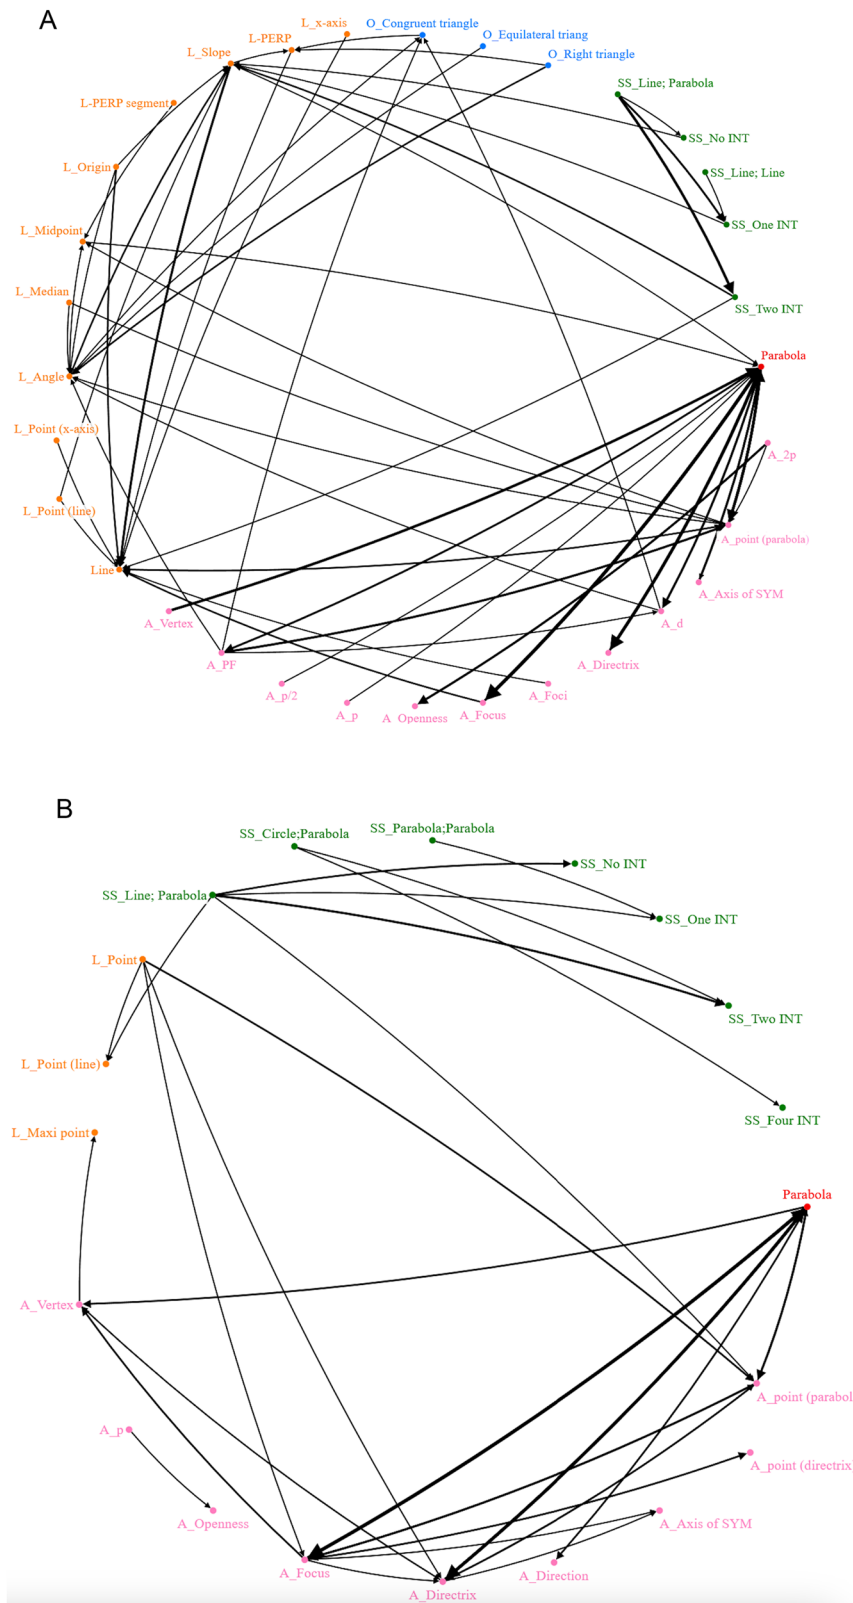 A
L_x-axis
O_Congruent triangle
L-PERP
O_Equilateral triang
L_Slope
O_Right triangle
SS_Line; Parabola
L-PERP segment
SS_No INT
L_Origin
SS_Line; Line
L_Midpoint
SS_One INT
L_Median
SS_Two INT
Parabola
L_Angle
L_Point (x-axis)
A_2p
L_Point (line)
A_point (parabola)
Line
A_Axis of SYM
A_Vertex
A_d
A_PF
A_Directrix
A_p/2
A_Foci
A_p
A_Openness
A_Focus
B
SS_Circle;Parabola
SS_Parabola;Parabola
SS_No INT
SS_Line; Parabola
SS_One INT
L_Point
SS_Two INT
L_Point (line)
SS_Four INT
L_Maxi point
Parabola
A_Vertex
A_point (parabol
A_p
A_point (directrix
A_Openness
A_Axis of SYM
A_Focus
A_Direction
A_Directrix